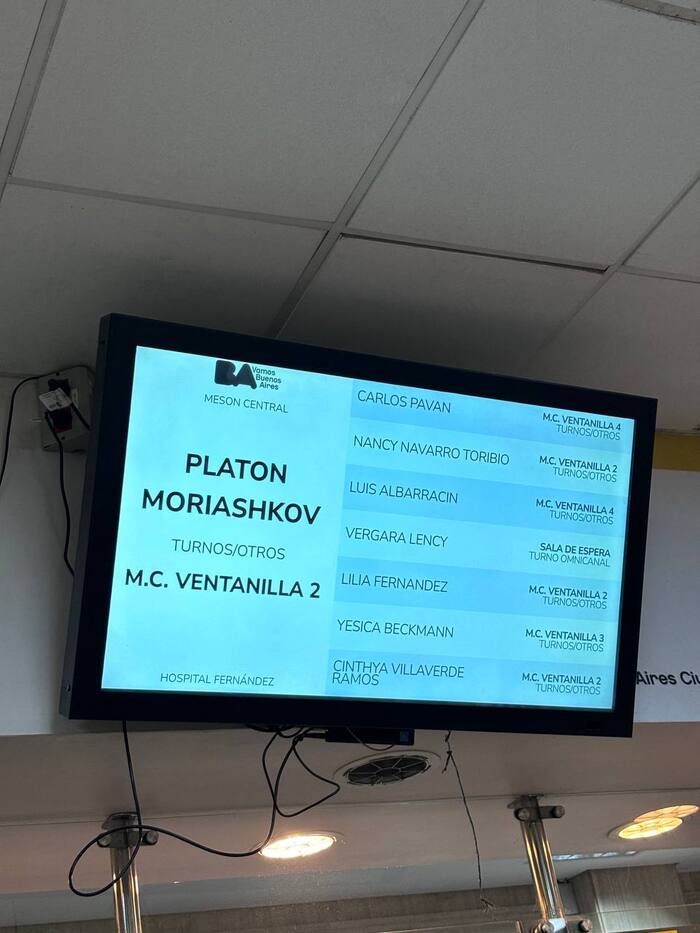 BA Vamos
Buenos
Aires
MESON CENTRAL
PLATON
MORIASHKOV
TURNOS/OTROS
M.C. VENTANILLA 2
HOSPITAL FERNÁNDEZ
CARLOS PAVAN
M.C. VENTANILLA 4
TURNOS/OTROS
NANCY NAVARRO TORIBIO
M.C. VENTANILLA 2
TURNOS/OTROS
LUIS ALBARRACIN
M.C. VENTANILLA 4
TURNOS/OTROS
VERGARA LENCY
SALA DE ESPERA
TURNO OMNICANAL
LILIA FERNANDEZ
M.C. VENTANILLA 2
TURNOS/OTROS
YESICA BECKMANN
M.C. VENTANILLA 3
TURNOS/OTROS
CINTHYA VILLAVERDE
RAMOS
M.C. VENTANILLA 2
TURNOS/OTROS
Aires Ciu